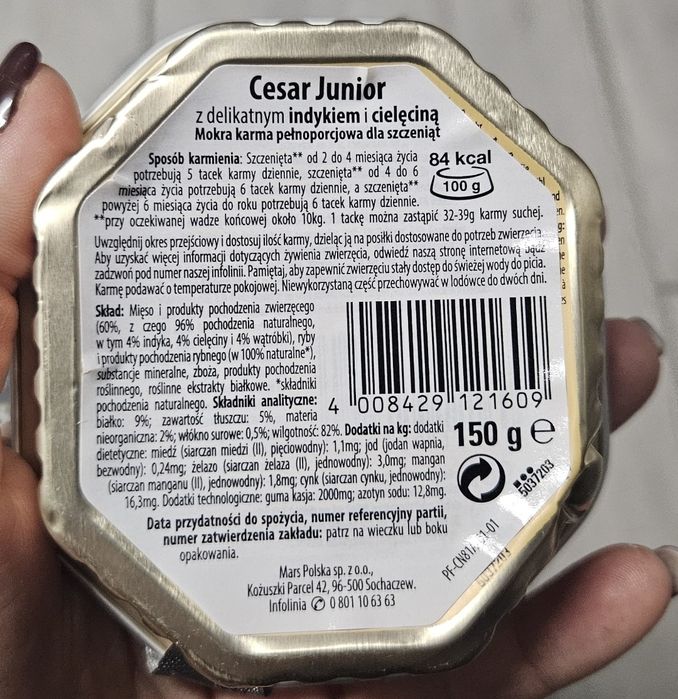 Cesar Junior
z delikatnym indykiem i cielęciną
Mokra karma pełnoporcjowa dla szczeniąt
Sposób karmienia: Szczenięta** od 2 do 4 miesiąca życia
potrzebują 5 tacek karmy dziennie, szczenięta** od 4 do 6
miesiąca życia potrzebują 6 tacek karmy dziennie, a szczenięta**
powyżej 6 miesiąca życia do roku potrzebują 6 tacek karmy dziennie.
84 kcal
100 g
**przy oczekiwanej wadze końcowej około 10kg. 1 tackę można zastąpić 32-39g karmy suchej.
Uwzględnij okres przejściowy i dostosuj ilość karmy, dzieląc ją na posiłki dostosowane do potrzeb zwierzęcia.
Aby uzyskać więcej informacji dotyczących żywienia zwierzęcia, odwiedź naszą stronę internetową bądź
zadzwoń pod numer naszej infolinii. Pamiętaj, aby zapewnić zwierzęciu stały dostęp do świeżej wody do picia.
Karmę podawać o temperaturze pokojowej. Niewykorzystaną część przechowywać w lodówce do dwóch dni.
Skład: Mięso i produkty pochodzenia zwierzęcego
(60%, z czego 96% pochodzenia naturalnego,
w tym 4% indyka, 4% cielęciny i 4% wątróbki), ryby
i produkty pochodzenia rybnego (w 100% naturalne*),
substancje mineralne, zboża, produkty pochodzenia
roślinnego, roślinne ekstrakty białkowe. *składniki
pochodzenia naturalnego. Składniki analityczne:
białko: 9%; zawartość tłuszczu: 5%, materia
nieorganiczna: 2%; włókno surowe: 0,5%; wilgotność: 82%. Dodatki na kg: dodatki
dietetyczne: miedź (siarczan miedzi (II), pięciowodny): 1,1mg; jod (jodan wapnia,
bezwodny): 0,24mg; żelazo (siarczan żelaza (II), jednowodny): 3,0mg; mangan
(siarczan manganu (II), jednowodny): 1,8mg; cynk (siarczan cynku, jednowodny):
16,3mg. Dodatki technologiczne: guma kasja: 2000mg; azotyn sodu: 12,8mg.
4 008429 121609
150 g e
5037203
Data przydatności do spożycia, numer referencyjny partii,
numer zatwierdzenia zakładu: patrz na wieczku lub boku
opakowania.
Mars Polska sp. z o.o.,
Kożuszki Parcel 42, 96-500 Sochaczew.
Infolinia 0 801 10 63 63